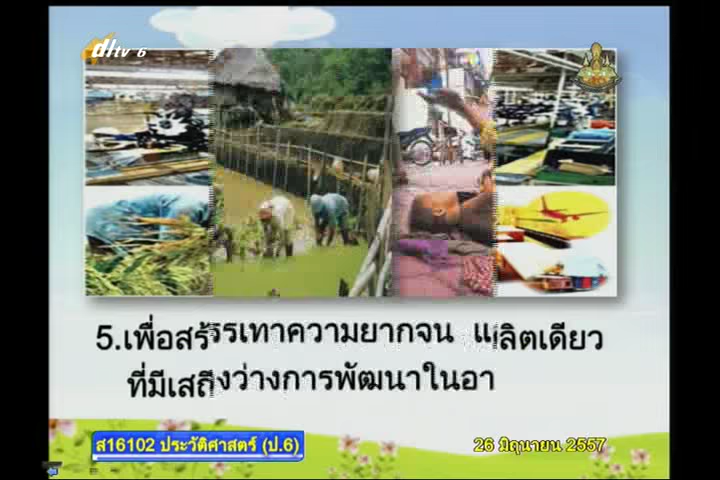 dltv 6
5.เพื่อสร้รรเทาความยากจน แลิตเดียว
ที่มีเสถีงว่างการพัฒนาในอา
ส16102 ประวัติศาสตร์ (ป.6)
26 มิถุนายน 2557